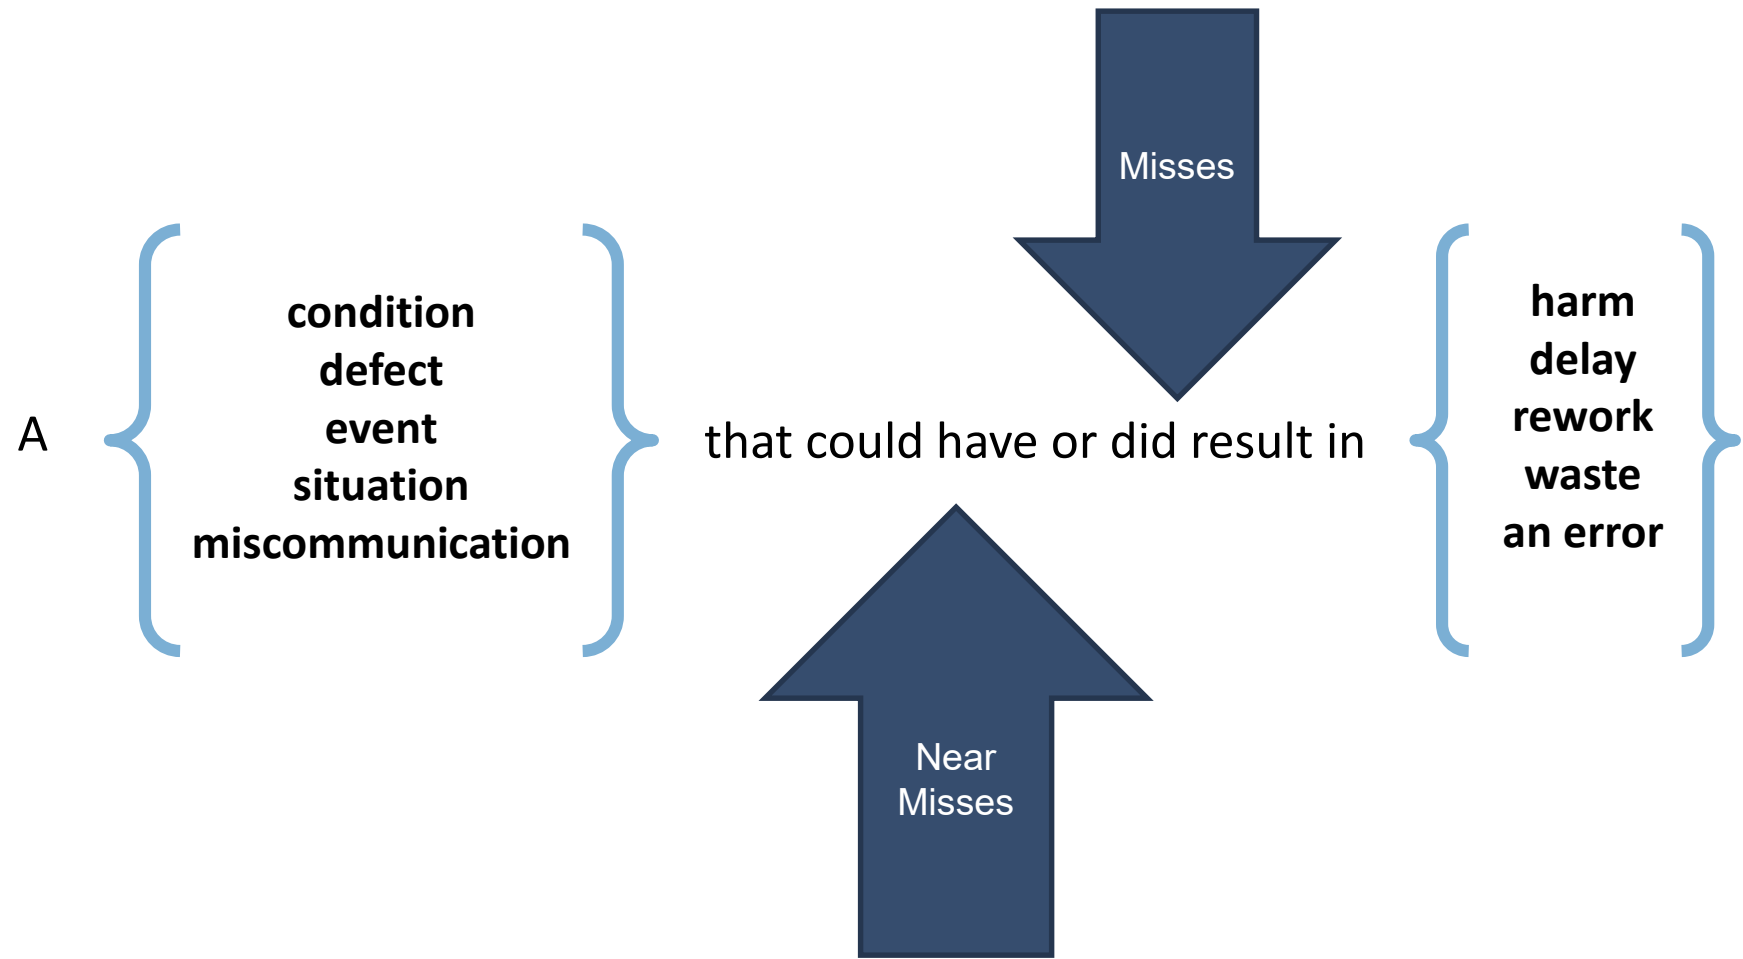 Misses
A
condition
defect
event
situation
miscommunication
that could have or did result in
harm
delay
rework
waste
an error
Near
Misses